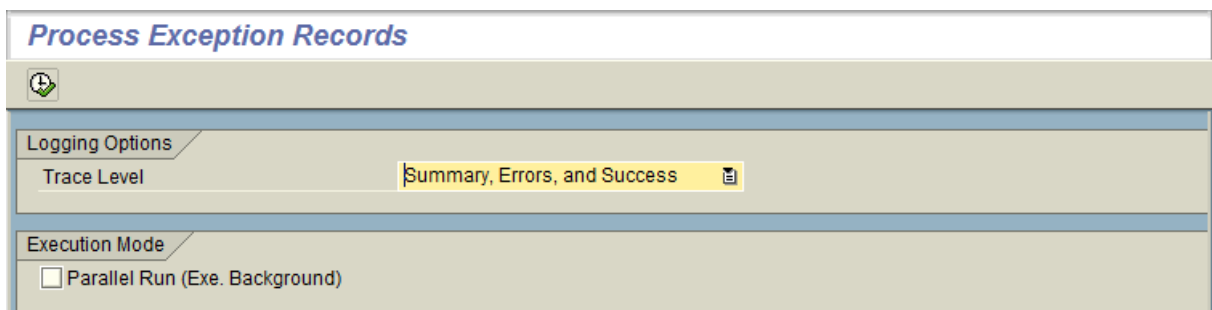 Process Exception Records
Logging Options
Trace Level Summary, Errors, and Success
Execution Mode
Parallel Run (Exe. Background)